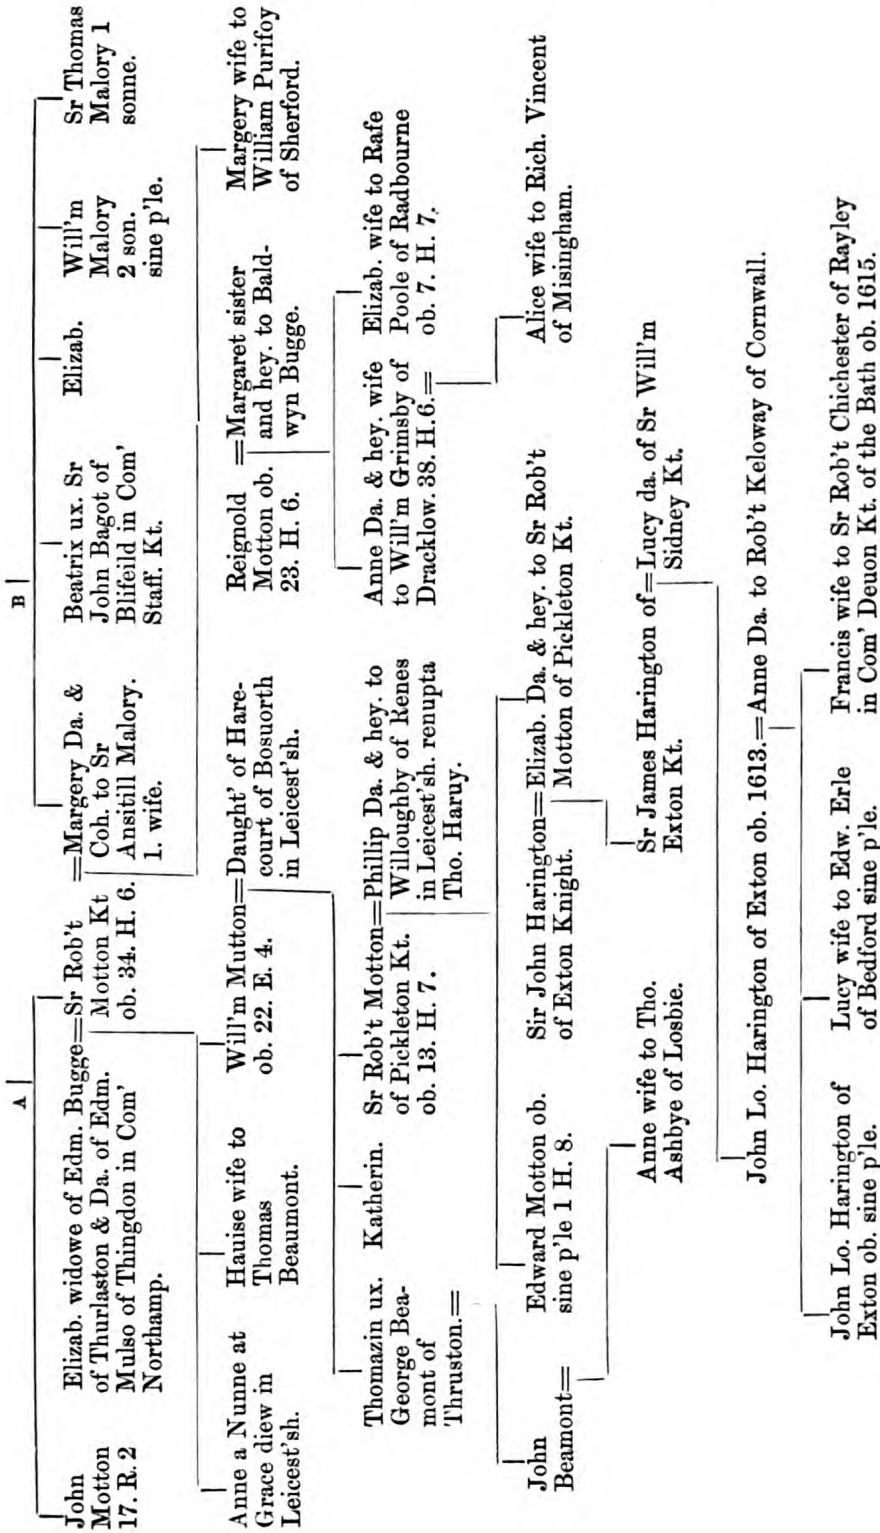 A
B
John
Motton
17. R. 2
Elizab. widowe of Edm. Bugge=Sr Rob't
of Thurlaston & Da. of Edm.
Mulso of Thingdon in Com'
Northamp.
Motton Kt
ob. 34. H. 6.
=Margery Da. &
Coh. to Sr
Ansitill Malory.
1. wife.
Beatrix ux. Sr
John Bagot of
Blifeild in Com'
Staff. Kt.
Elizab.
Will'm
Malory
2 son.
sine p'le.
Sr Thomas
Malory 1
sonne.
Anne a Nunne at
Grace diew in
Leicest'sh.
Hauise wife to
Thomas
Beaumont.
Will'm Mutton=Daught' of Hare-
ob. 22. E. 4.
court of Bosuorth
in Leicest'sh.
Reignold
Motton ob.
23. H. 6.
=Margaret sister
and hey. to Bald-
wyn Bugge.
Margery wife to
William Purifoy
of Sherford.
Thomazin ux.
George Bea-
mont of
Thruston.=
Katherin.
Sr Rob't Motton=Phillip Da. & hey. to
of Pickleton Kt.
ob. 13. H. 7.
Willoughby of Renes
in Leicest'sh. renupta
Tho. Haruy.
Anne Da. & hey. wife
to Will'm Grimsby of
Dracklow. 38. H. 6.=
Elizab. wife to Rafe
Poole of Radbourne
ob. 7. H. 7.
John
Beamont=
Edward Motton ob.
sine p'le 1 H. 8.
Sir John Harington=Elizab. Da. & hey. to Sr Rob't
of Exton Knight.
Motton of Pickleton Kt.
Alice wife to Rich. Vincent
of Misingham.
Anne wife to Tho.
Ashbye of Losbie.
Sr James Harington of=Lucy da. of Sr Will'm
Exton Kt.
Sidney Kt.
John Lo. Harington of Exton ob. 1613.=Anne Da. to Rob't Keloway of Cornwall.
John Lo. Harington of
Exton ob. sine p'le.
Lucy wife to Edw. Erle
of Bedford sine p'le.
Francis wife to Sr Rob't Chichester of Rayley
in Com' Deuon Kt. of the Bath ob. 1615.